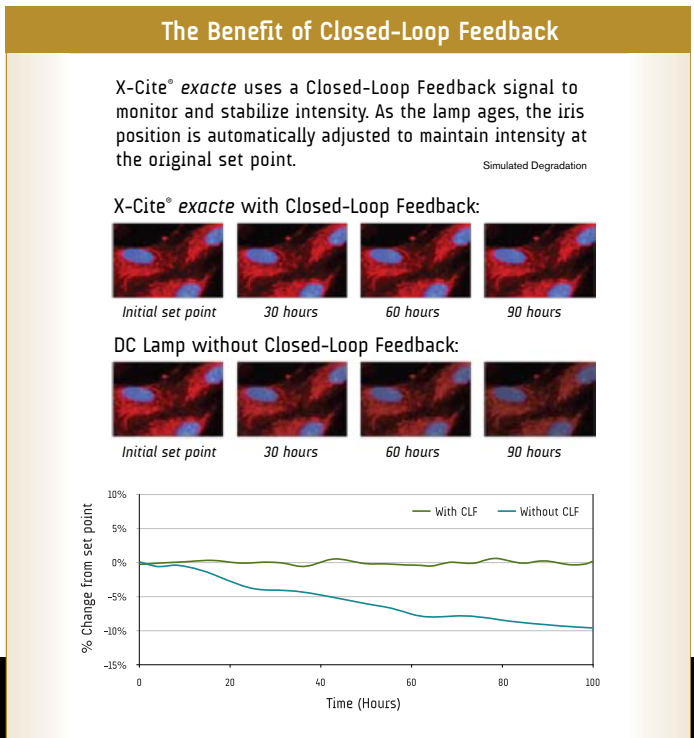 The Benefit of Closed-Loop Feedback
X-Cite® exacte uses a Closed-Loop Feedback signal to
monitor and stabilize intensity. As the lamp ages, the iris
position is automatically adjusted to maintain intensity at
the original set point.
Simulated Degradation
X-Cite® exacte with Closed-Loop Feedback:
Initial set point 30 hours 60 hours 90 hours
DC Lamp without Closed-Loop Feedback:
Initial set point 30 hours 60 hours 90 hours
% Change from set point
10%
With CLF Without CLF
5%
0%
–5%
–10%
–15%
0 20 40 60 80 100
Time (Hours)